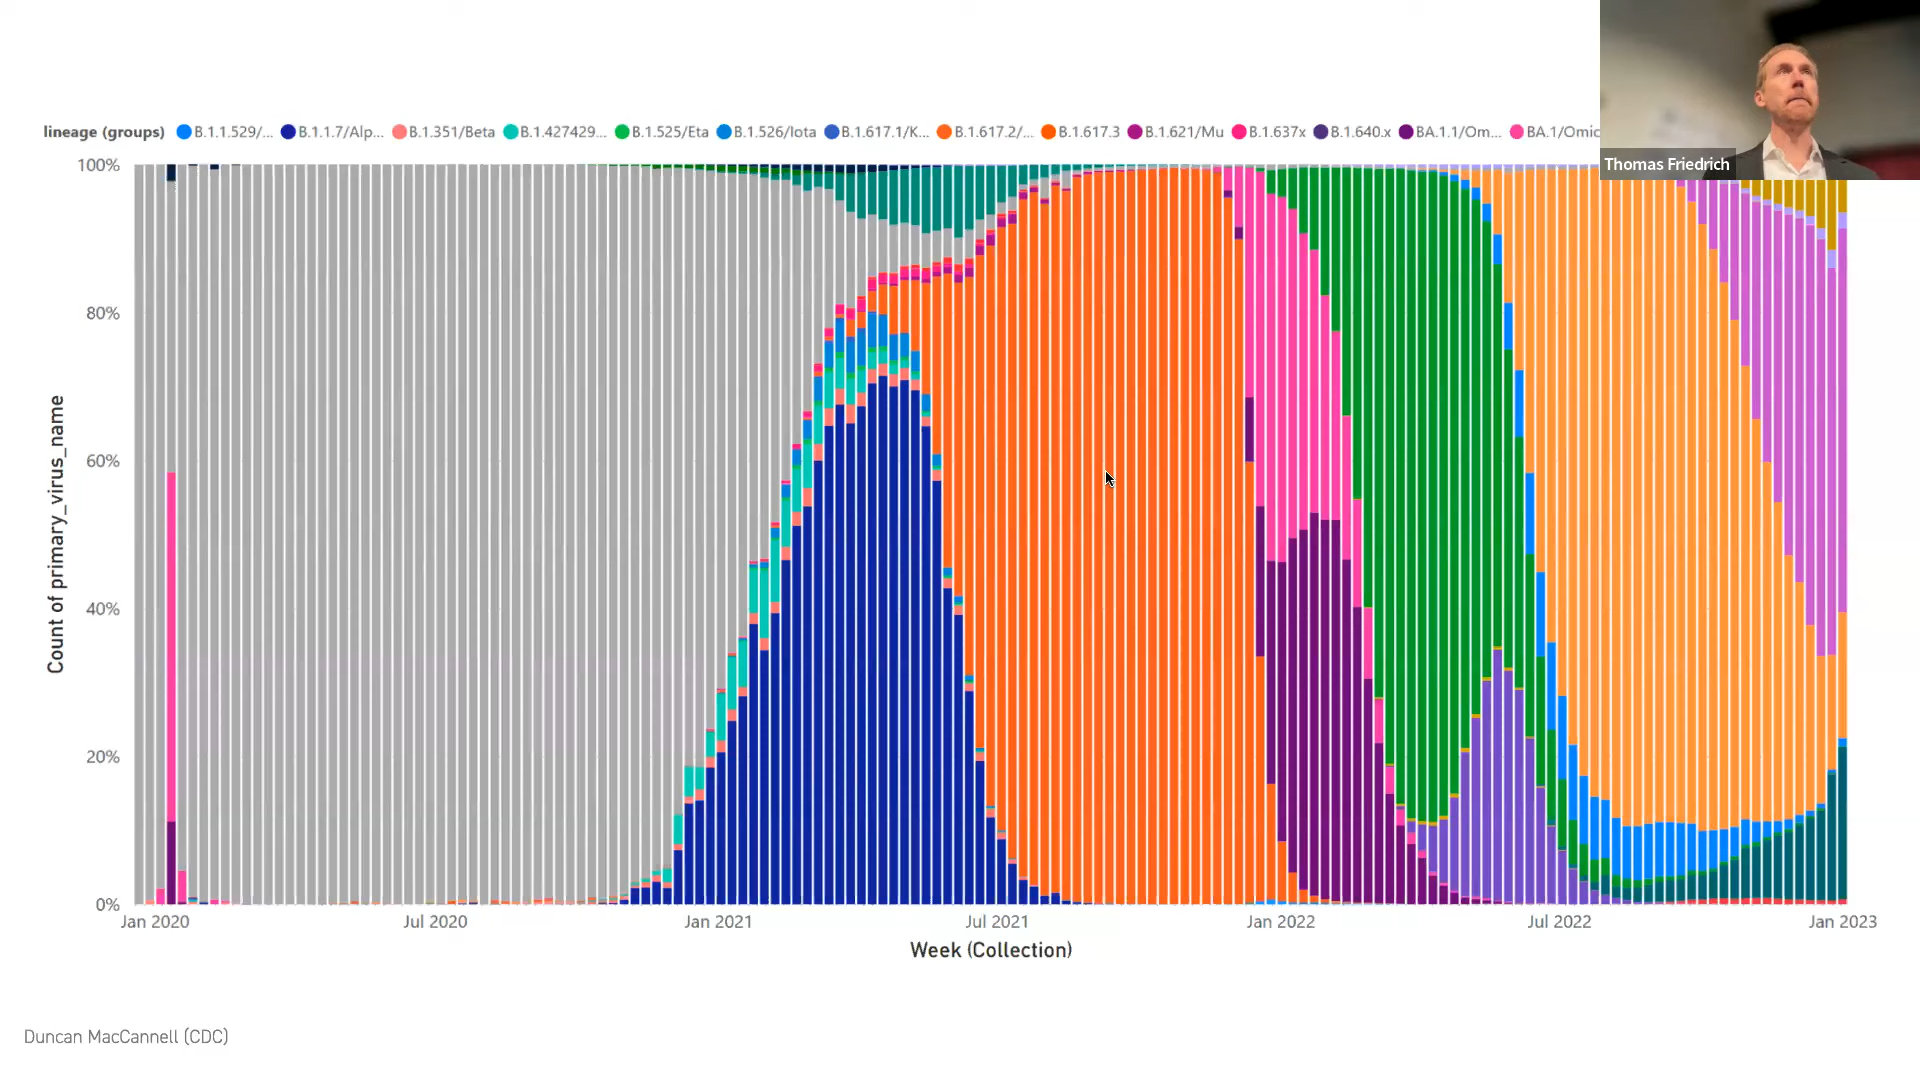 lineage (groups) B.1.1.529/... B.1.1.7/Alp... B.1.351/Beta B.1.427429... B.1.525/Eta B.1.526/Iota B.1.617.1/K... B.1.617.2/... B.1.617.3 B.1.621/Mu B.1.637x B.1.640.x BA.1.1/Om... BA.1/Omic
Thomas Friedrich
100%
80%
60%
40%
20%
0%
Count of primary_virus_name
Jan 2020 Jul 2020 Jan 2021 Jul 2021 Jan 2022 Jul 2022 Jan 2023
Week (Collection)
Duncan MacCannell (CDC)